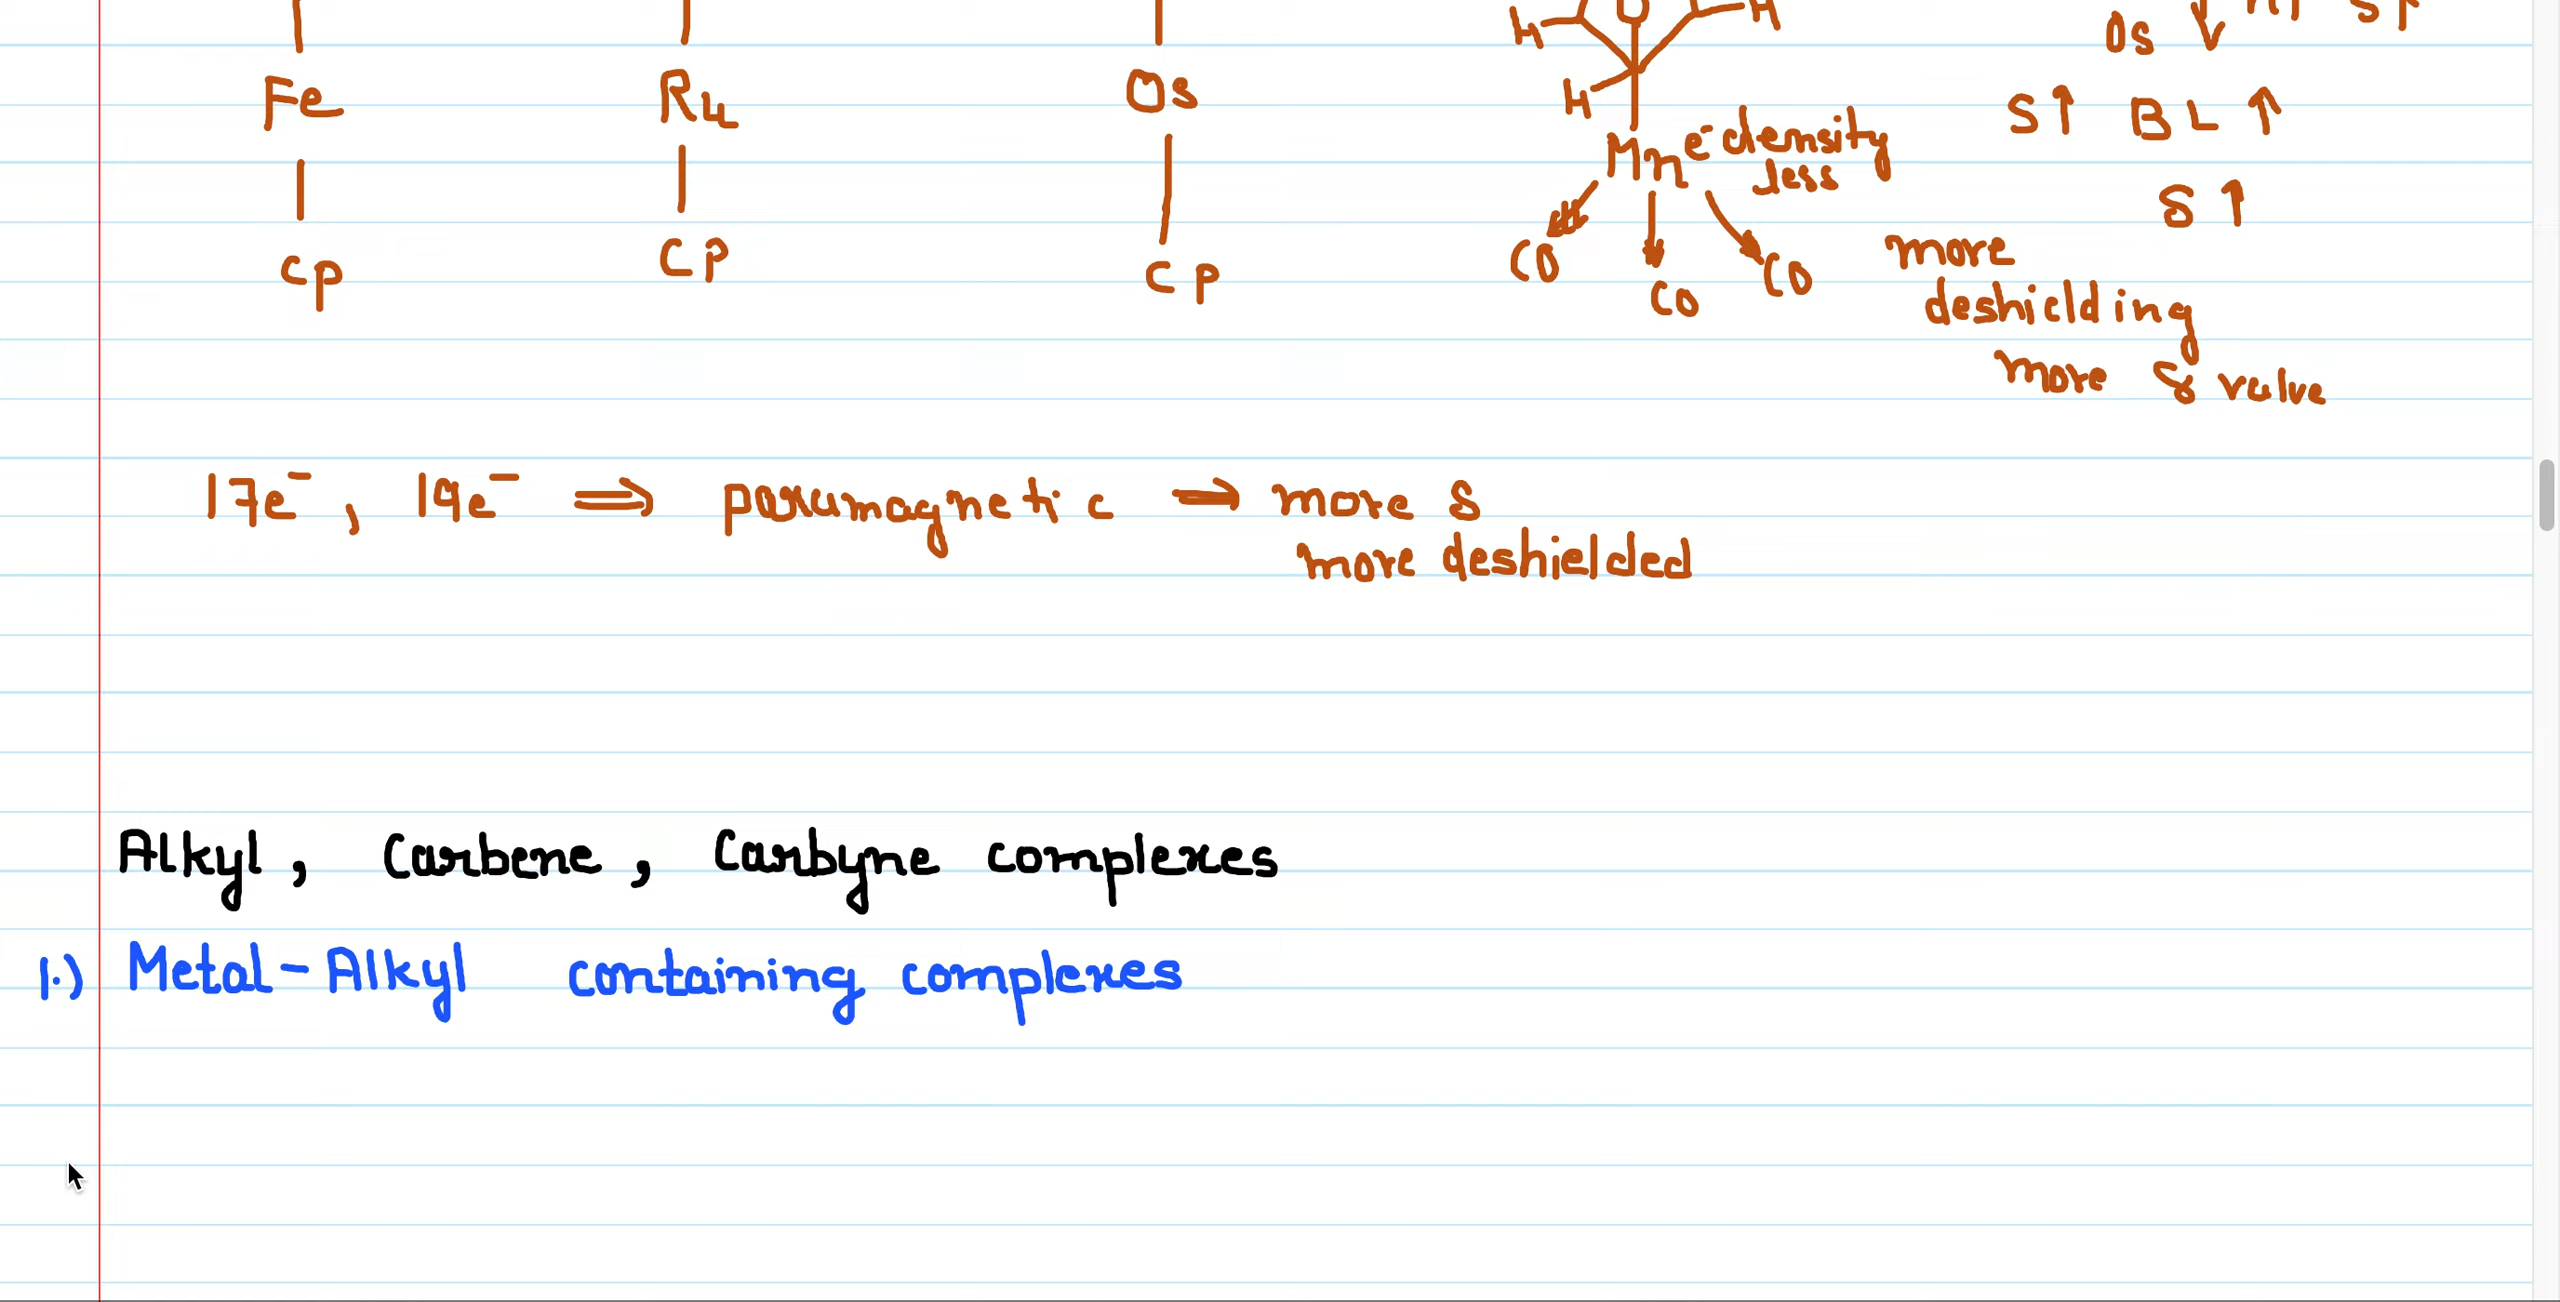 Os ↓
H H
Fe Ru Os
H
S↑ BL↑
Mn e⁻ density
less
S↑
Cp Cp Cp
CO CO CO
more
deshielding
more δ value
17e⁻, 19e⁻ ⟹ paramagnetic → more δ
more deshielded
Alkyl, Carbene, Carbyne complexes
1.) Metal-Alkyl containing complexes